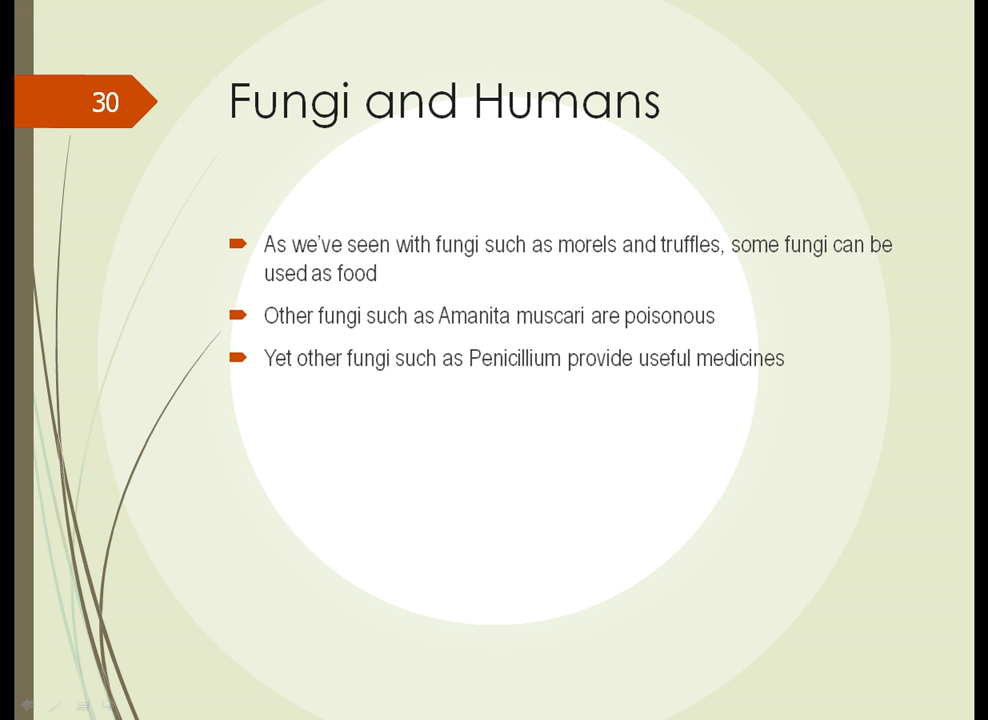 30
Fungi and Humans
As we've seen with fungi such as morels and truffles, some fungi can be
used as food
Other fungi such as Amanita muscari are poisonous
Yet other fungi such as Penicillium provide useful medicines